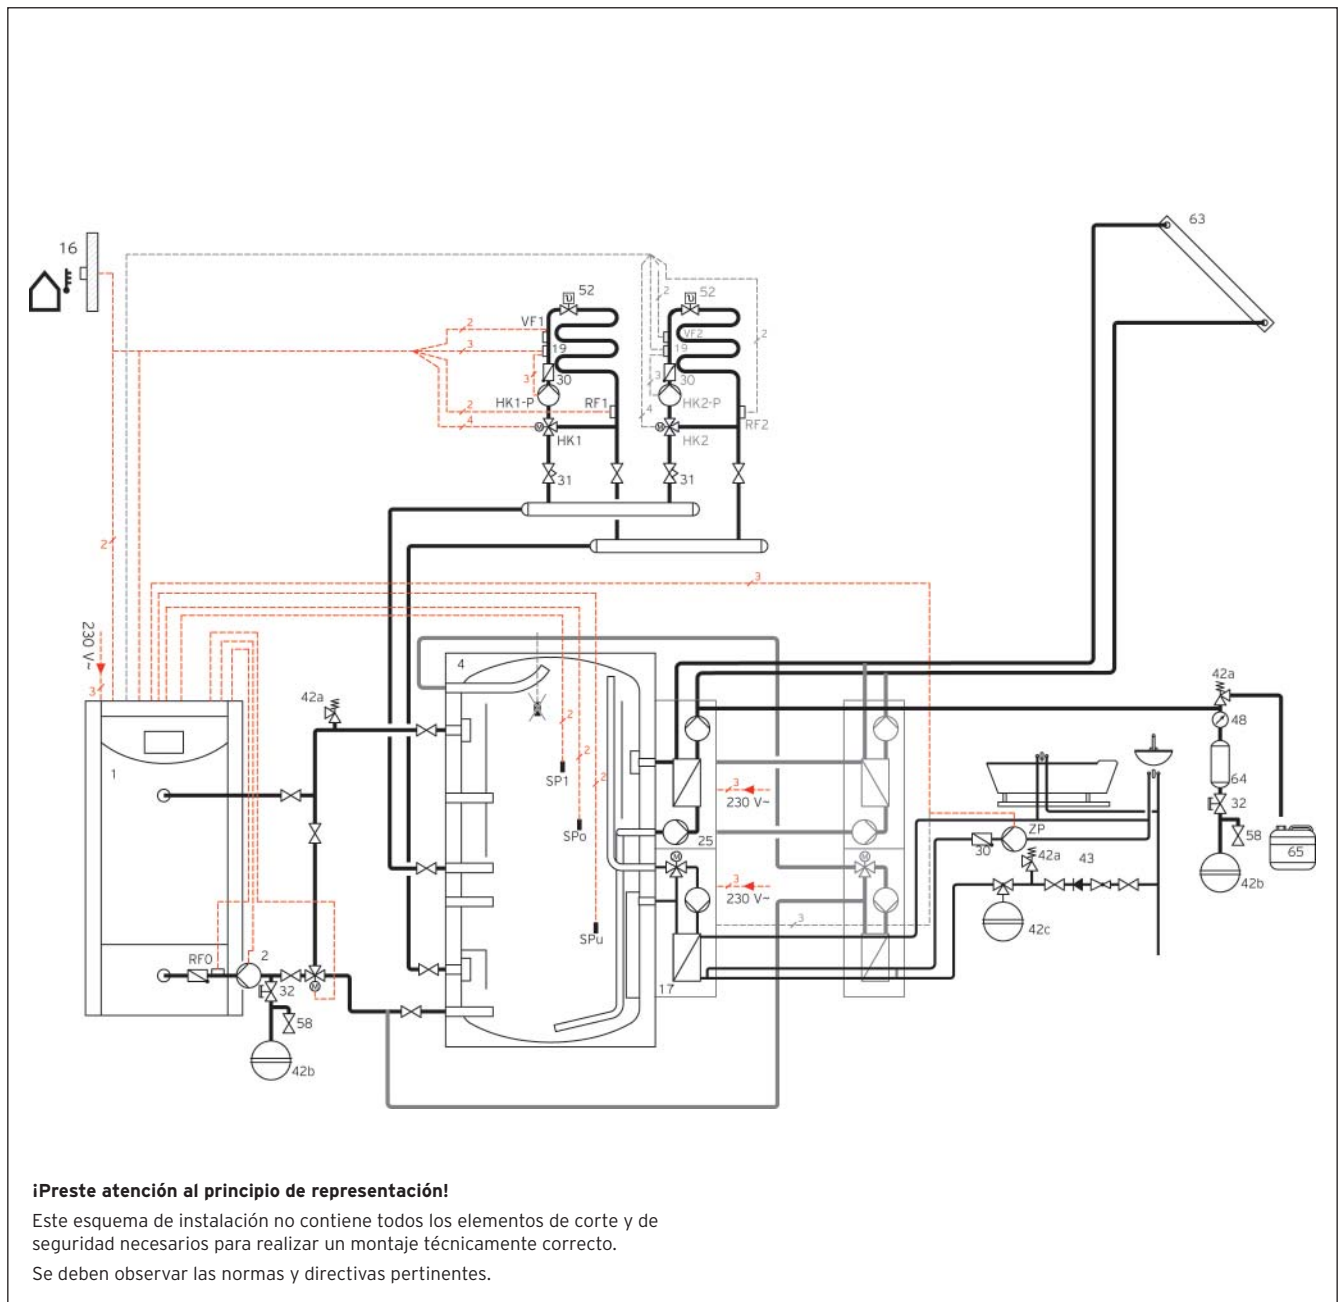 63
16
52
52
VF1
2
VF2
2
2
3
19
19
3
30
3
30
HK1-P
2
RF1
HK2-P
4
RF2
4
HK1
HK2
31
31
2
3
230 V~
3
4
42a
42a
2
48
1
SP1
2
2
3
230 V~
64
32
SPo
25
ZP
58
30
42a
43
65
3
230 V~
42b
3
SPu
42c
RFO
2
32
17
58
42b
¡Preste atención al principio de representación!
Este esquema de instalación no contiene todos los elementos de corte y de
seguridad necesarios para realizar un montaje técnicamente correcto.
Se deben observar las normas y directivas pertinentes.